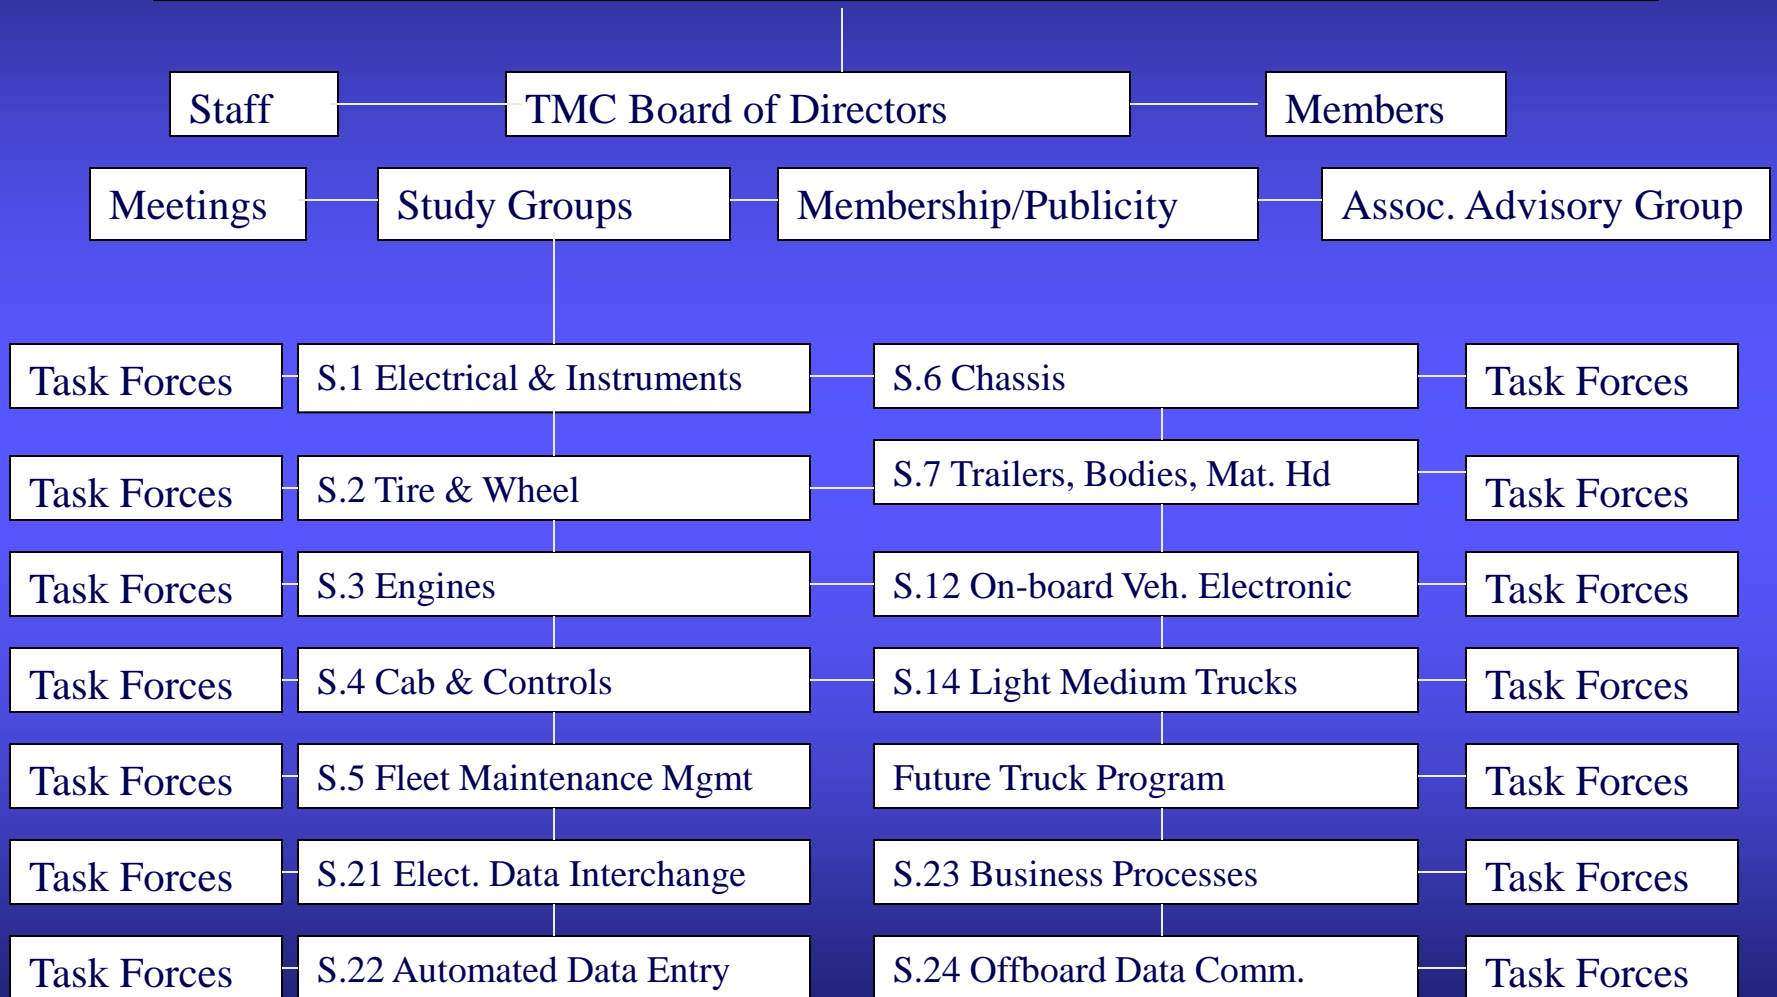 Staff TMC Board of Directors Members
Meetings Study Groups Membership/Publicity Assoc. Advisory Group
Task Forces S.1 Electrical & Instruments S.6 Chassis Task Forces
Task Forces S.2 Tire & Wheel S.7 Trailers, Bodies, Mat. Hd Task Forces
Task Forces S.3 Engines S.12 On-board Veh. Electronic Task Forces
Task Forces S.4 Cab & Controls S.14 Light Medium Trucks Task Forces
Task Forces S.5 Fleet Maintenance Mgmt Future Truck Program Task Forces
Task Forces S.21 Elect. Data Interchange S.23 Business Processes Task Forces
Task Forces S.22 Automated Data Entry S.24 Offboard Data Comm. Task Forces